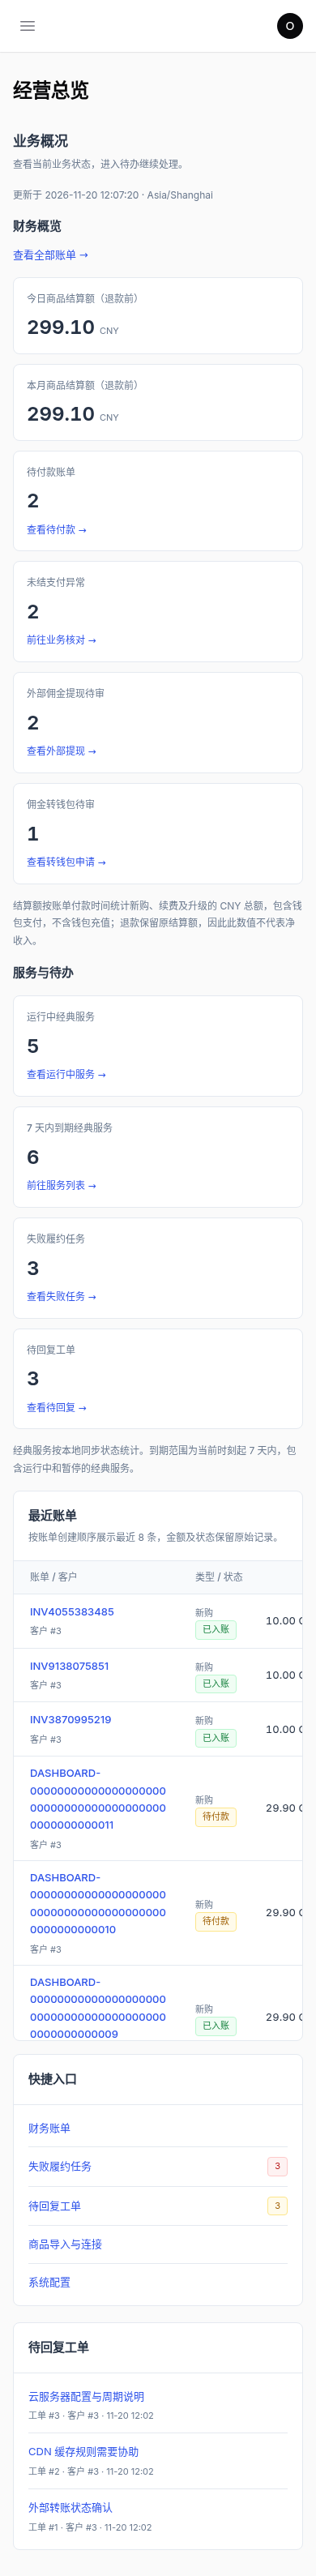 O
经营总览
业务概况
查看当前业务状态，进入待办继续处理。
更新于 2026-11-20 12:07:20 · Asia/Shanghai
财务概览
查看全部账单 →
今日商品结算额（退款前）
299.10 CNY
本月商品结算额（退款前）
299.10 CNY
待付款账单
2
查看待付款 →
未结支付异常
2
前往业务核对 →
外部佣金提现待审
2
查看外部提现 →
佣金转钱包待审
1
查看转钱包申请 →
结算额按账单付款时间统计新购、续费及升级的 CNY 总额，包含钱
包支付，不含钱包充值；退款保留原结算额，因此此数值不代表净
收入。
服务与待办
运行中经典服务
5
查看运行中服务 →
7 天内到期经典服务
6
前往服务列表 →
失败履约任务
3
查看失败任务 →
待回复工单
3
查看待回复 →
经典服务按本地同步状态统计。到期范围为当前时刻起 7 天内，包
含运行中和暂停的经典服务。
最近账单
按账单创建顺序展示最近 8 条，金额及状态保留原始记录。
账单 / 客户 类型 / 状态
INV4055383485
客户 #3
新购
已入账
10.00
INV9138075851
客户 #3
新购
已入账
10.00
INV3870995219
客户 #3
新购
已入账
10.00
DASHBOARD-
00000000000000000000
00000000000000000000
0000000000011
客户 #3
新购
待付款
29.90
DASHBOARD-
00000000000000000000
00000000000000000000
0000000000010
客户 #3
新购
待付款
29.90
DASHBOARD-
00000000000000000000
00000000000000000000
0000000000009
新购
已入账
29.90
快捷入口
财务账单
失败履约任务 3
待回复工单 3
商品导入与连接
系统配置
待回复工单
云服务器配置与周期说明
工单 #3 · 客户 #3 · 11-20 12:02
CDN 缓存规则需要协助
工单 #2 · 客户 #3 · 11-20 12:02
外部转账状态确认
工单 #1 · 客户 #3 · 11-20 12:02